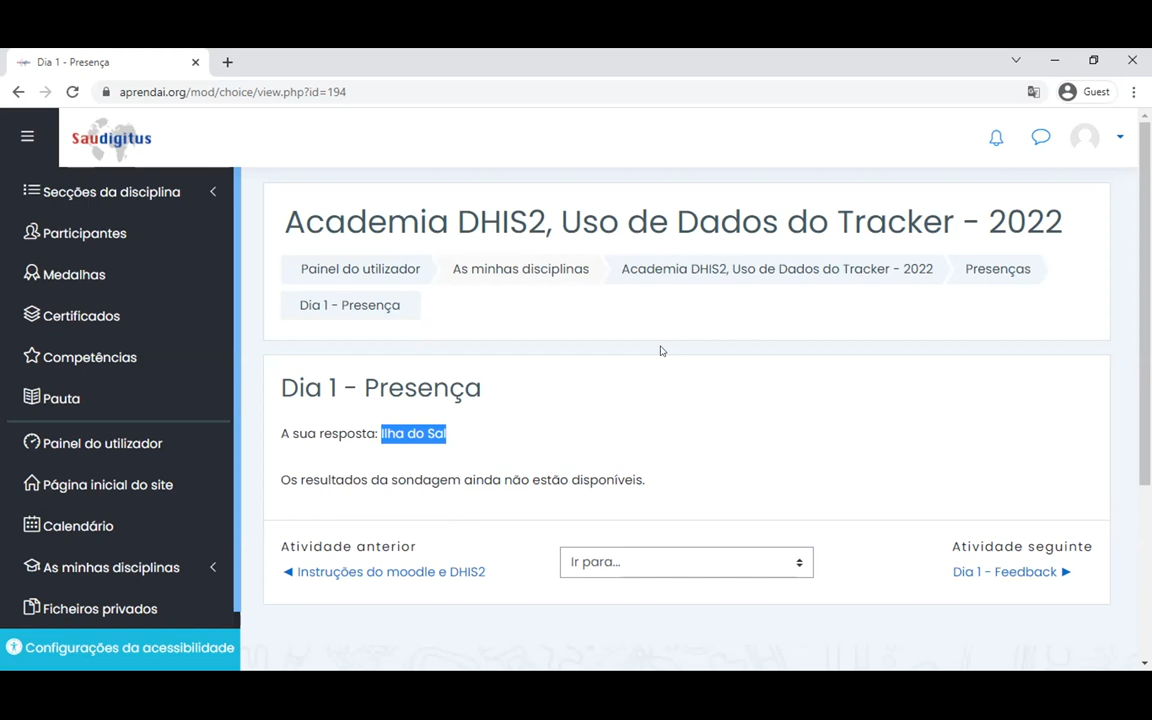 Dia 1 - Presença
aprendai.org/mod/choice/view.php?id=194
Guest
Saudigitus
Secções da disciplina
Participantes
Medalhas
Certificados
Competências
Pauta
Painel do utilizador
Página inicial do site
Calendário
As minhas disciplinas
Ficheiros privados
Configurações da acessibilidade
Academia DHIS2, Uso de Dados do Tracker - 2022
Painel do utilizador As minhas disciplinas Academia DHIS2, Uso de Dados do Tracker - 2022 Presenças
Dia 1 - Presença
Dia 1 - Presença
A sua resposta: Ilha do Sal
Os resultados da sondagem ainda não estão disponíveis.
Atividade anterior
◄ Instruções do moodle e DHIS2
Ir para...
Atividade seguinte
Dia 1 - Feedback ►